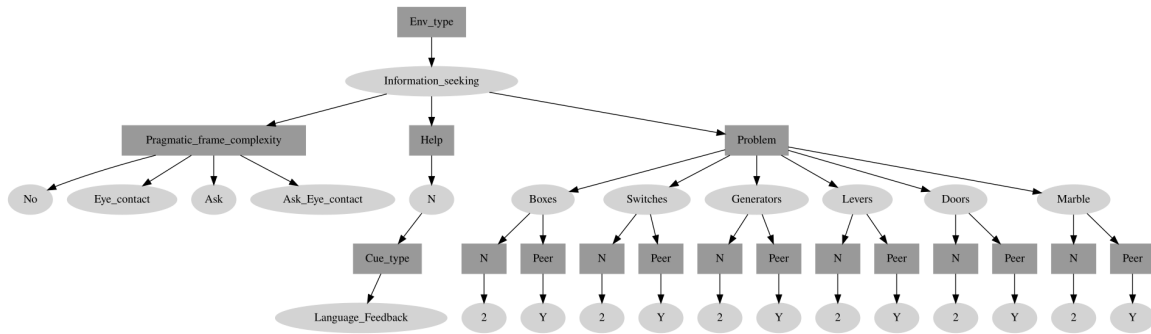 Env_type
Information_seeking
Pragmatic_frame_complexity
Help
Problem
No
Eye_contact
Ask
Ask_Eye_contact
N
Boxes
Switches
Generators
Levers
Doors
Marble
Cue_type
N
Peer
N
Peer
N
Peer
N
Peer
N
Peer
N
Peer
Language_Feedback
2
Y
2
Y
2
Y
2
Y
2
Y
2
Y